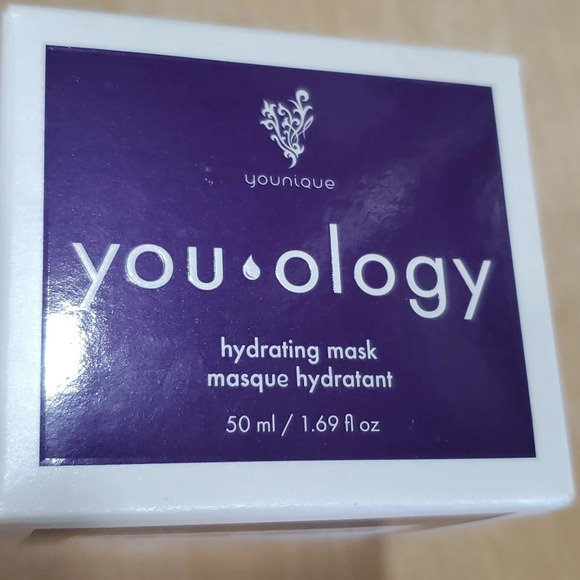 younique
you·ology
hydrating mask
masque hydratant
50 ml / 1.69 fl oz